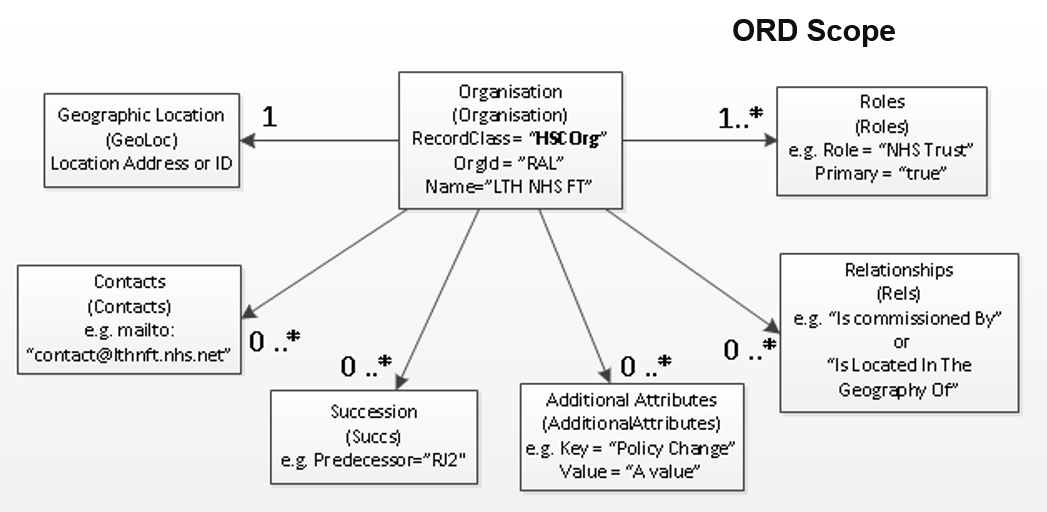 ORD Scope
Geographic Location
(GeoLoc)
Location Address or ID
1
Organisation
(Organisation)
RecordClass= “HSCOrg”
OrgId = “RAL”
Name=”LTH NHS FT”
1..*
Roles
(Roles)
e.g. Role = “NHS Trust”
Primary = “true”
Contacts
(Contacts)
e.g. mailto:
“contact@lthnft.nhs.net”
0 ..*
Succession
(Succs)
e.g. Predecessor=”RJ2"
0 ..*
Additional Attributes
(AdditionalAttributes)
e.g. Key = “Policy Change”
Value = “A value”
0 ..*
Relationships
(Rels)
e.g. “Is commissioned By”
or
“Is Located In The
Geography Of”
0 ..*